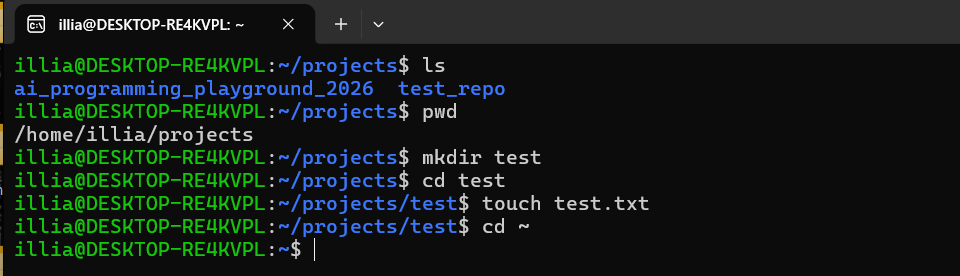 illia@DESKTOP-RE4KVPL: ~
illia@DESKTOP-RE4KVPL:~/projects$ ls
ai_programming_playground_2026  test_repo
illia@DESKTOP-RE4KVPL:~/projects$ pwd
/home/illia/projects
illia@DESKTOP-RE4KVPL:~/projects$ mkdir test
illia@DESKTOP-RE4KVPL:~/projects$ cd test
illia@DESKTOP-RE4KVPL:~/projects/test$ touch test.txt
illia@DESKTOP-RE4KVPL:~/projects/test$ cd ~
illia@DESKTOP-RE4KVPL:~$